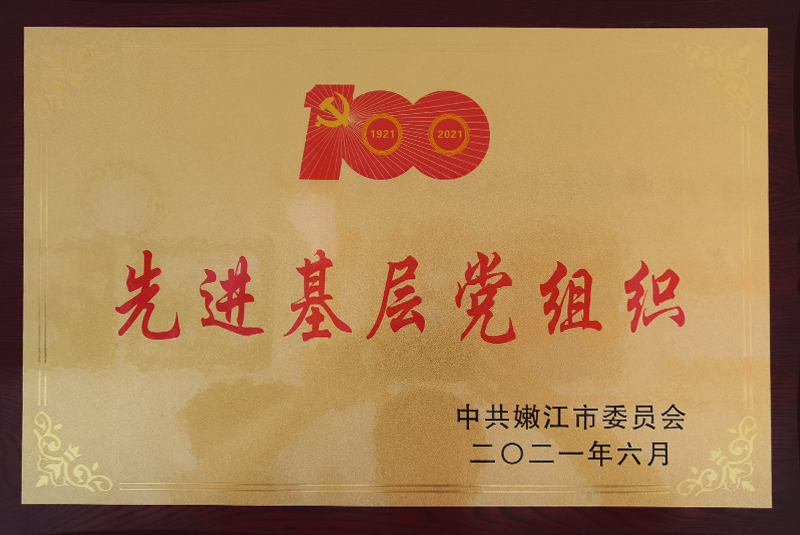 100
1921 2021
先进基层党组织
中共嫩江市委员会
二〇二一年六月